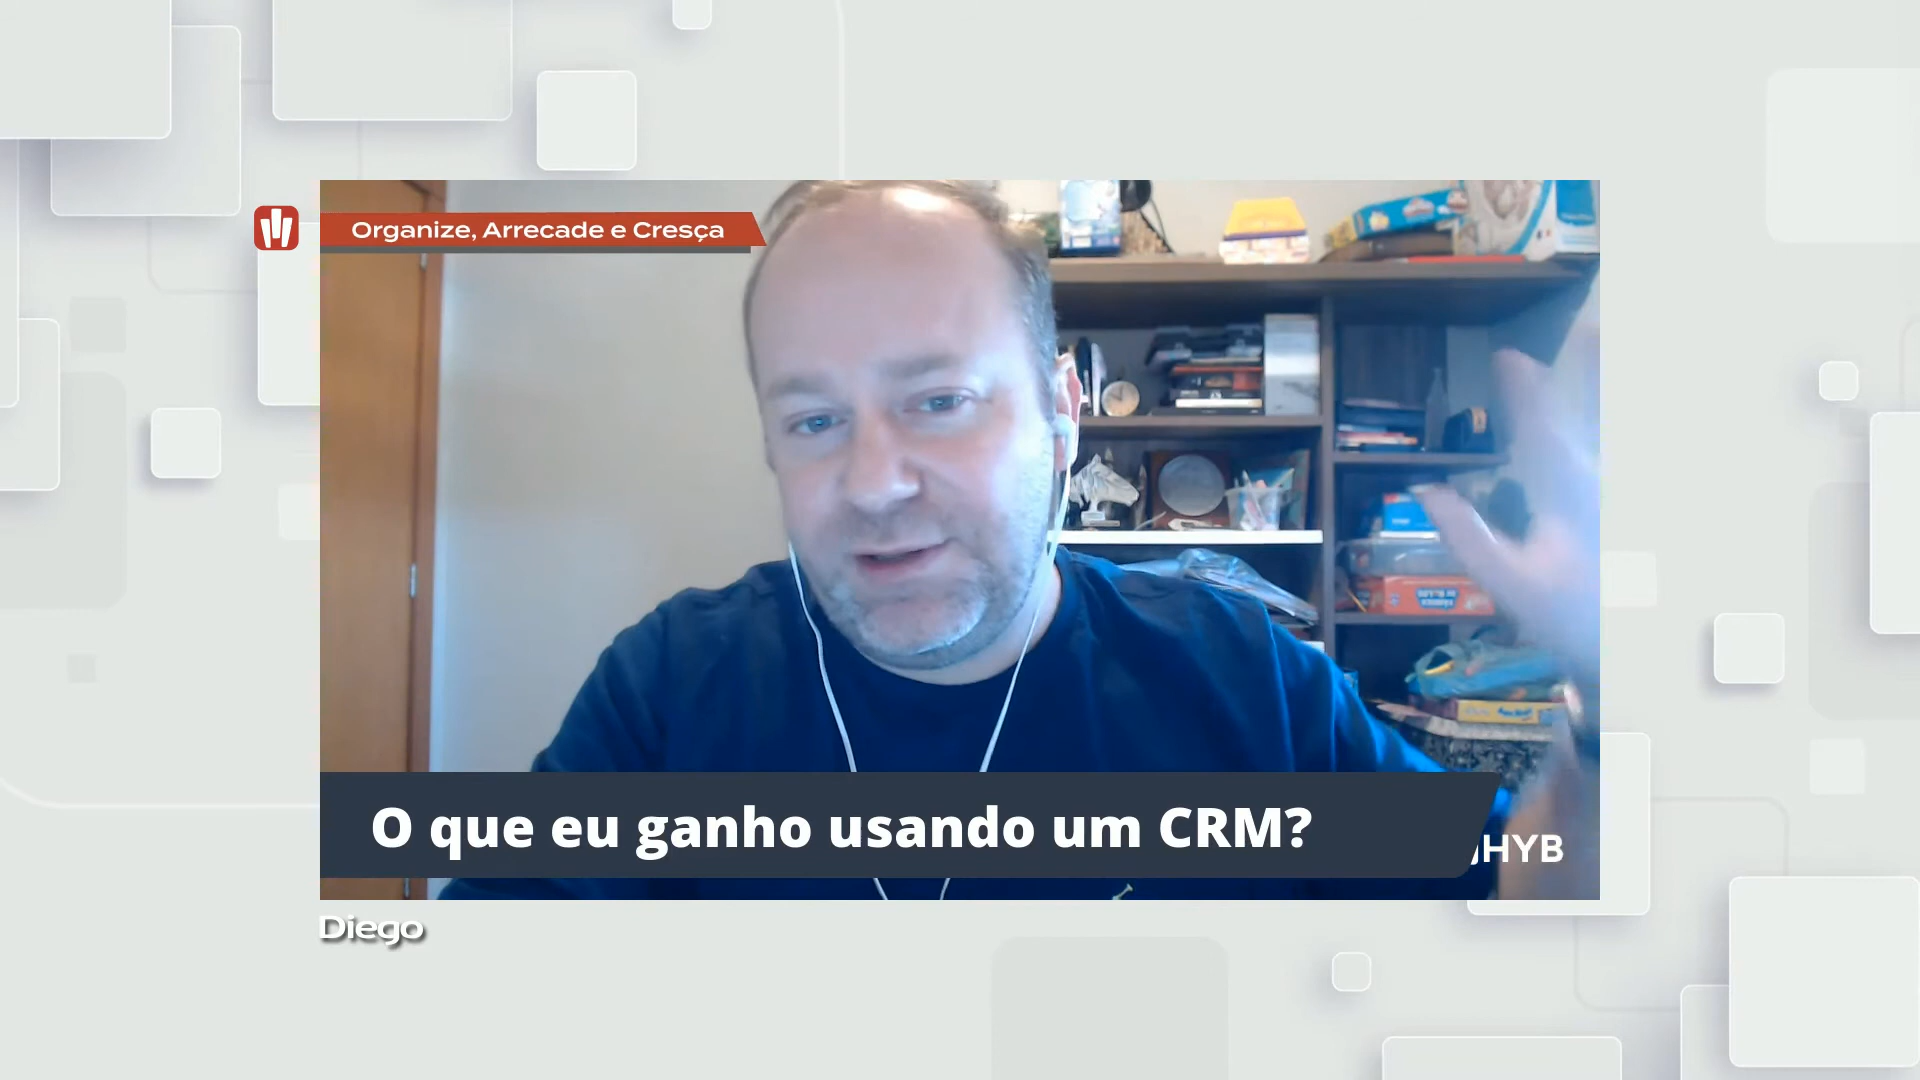 Organize, Arrecade e Cresça
O que eu ganho usando um CRM?
HYB
Diego